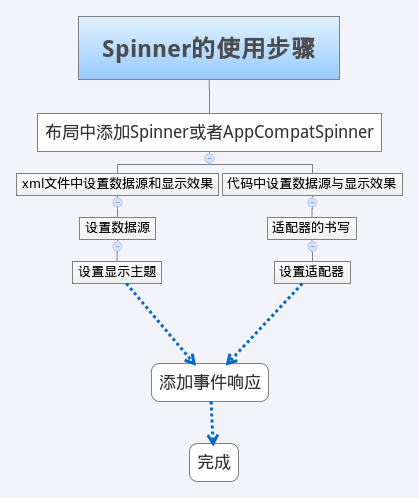 Spinner的使用步骤
布局中添加Spinner或者AppCompatSpinner
xml文件中设置数据源和显示效果
代码中设置数据源与显示效果
设置数据源
适配器的书写
设置显示主题
设置适配器
添加事件响应
完成